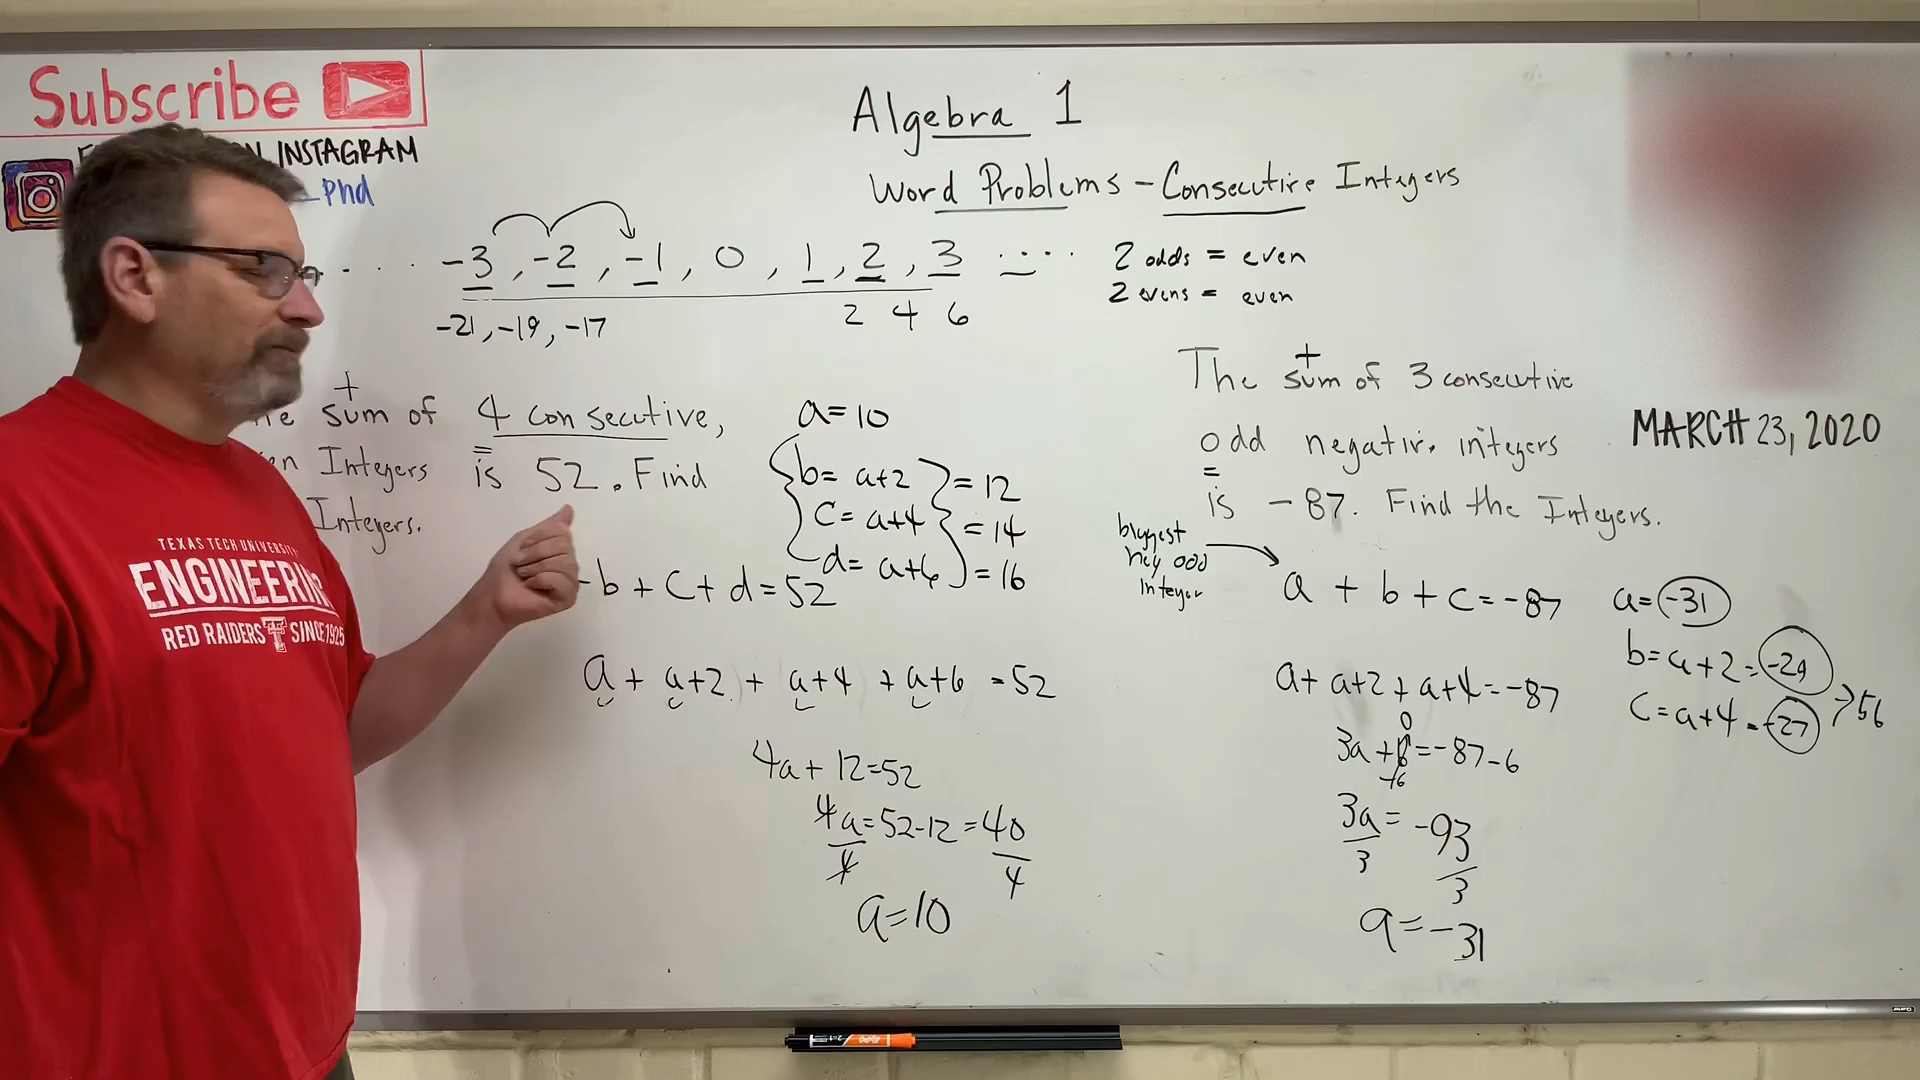 Subscribe
ON INSTAGRAM
_phd
Algebra 1
Word Problems - Consecutive Integers
-3, -2, -1, 0, 1, 2, 3 ....
-21, -19, -17
2 4 6
2 odds = even
2 evens = even
+
sum of 4 consecutive,
Integers is 52. Find
=
Integers.
a=10
b= a+2 = 12
c= a+4 = 14
d= a+6 = 16
b + c + d = 52
a + a+2 + a+4 + a+6 = 52
4a + 12 = 52
4a = 52-12 = 40
4 4
a=10
+
The sum of 3 consecutive
odd negative integers
=
is -87. Find the Integers.
biggest
neg odd
Integer
a + b + c = -87
a + a+2 + a+4 = -87
0
3a + 6 = -87 - 6
-6
3a = -93
3 3
a = -31
MARCH 23, 2020
a= -31
b= a+2 = -29
c= a+4 = -27
>56
TEXAS TECH UNIVERSITY
ENGINEERING
RED RAIDERS T SINCE 1925
EXPO